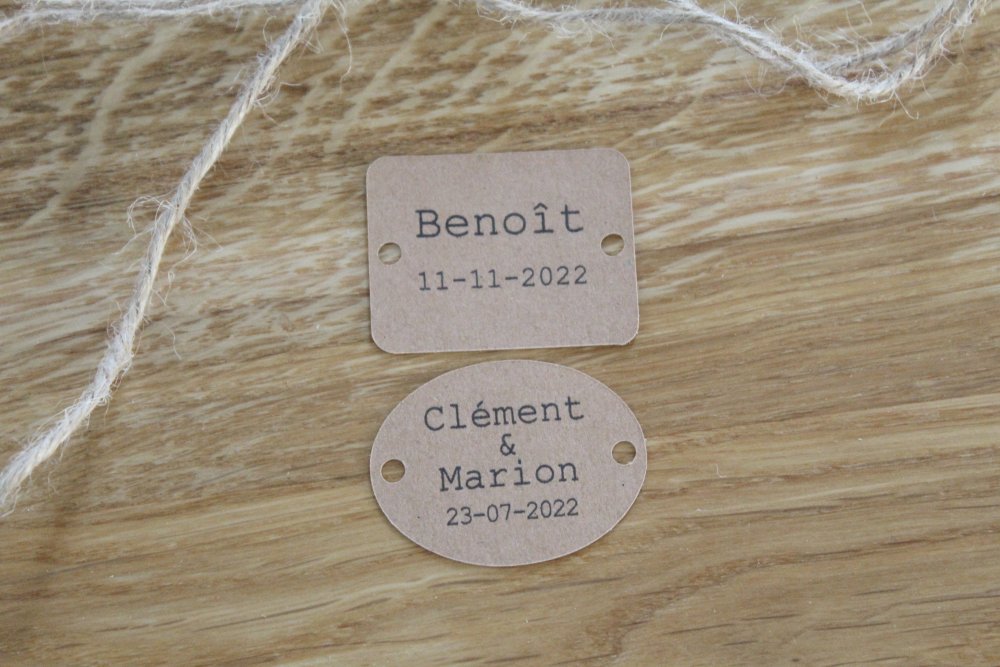 Benoît
11-11-2022
Clément
&
Marion
23-07-2022